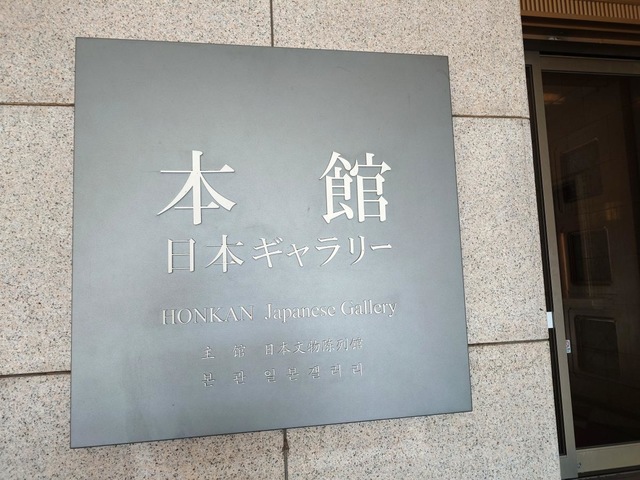 本 館
日本ギャラリー
HONKAN Japanese Gallery
主 館 日本文物陈列馆
본 관 일본갤러리